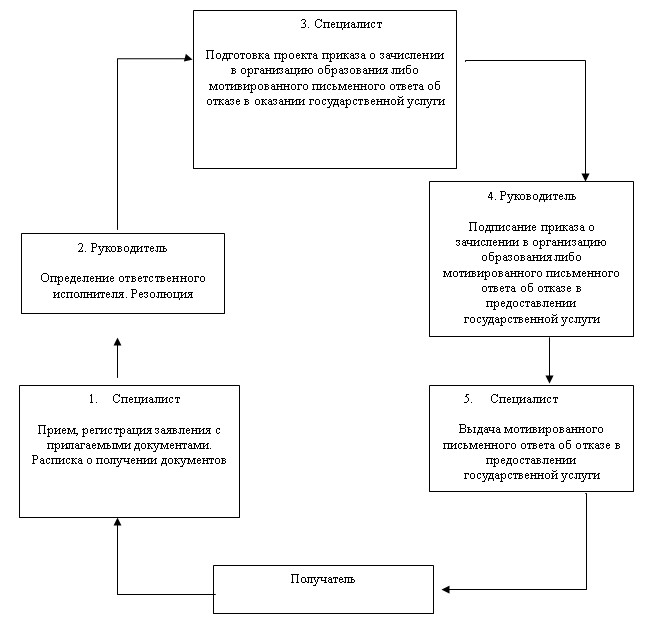 3. Специалист
Подготовка проекта приказа о зачислении
в организацию образования либо
мотивированного письменного ответа об
отказе в оказании государственной услуги
4. Руководитель
Подписание приказа о
зачислении в организацию
образования либо
мотивированного письменного
ответа об отказе в
предоставлении
государственной услуги
2. Руководитель
Определение ответственного
исполнителя. Резолюция
1. Специалист
Прием, регистрация заявления с
прилагаемыми документами.
Расписка о получении документов
5. Специалист
Выдача мотивированного
письменного ответа об отказе в
предоставлении
государственной услуги
Получатель